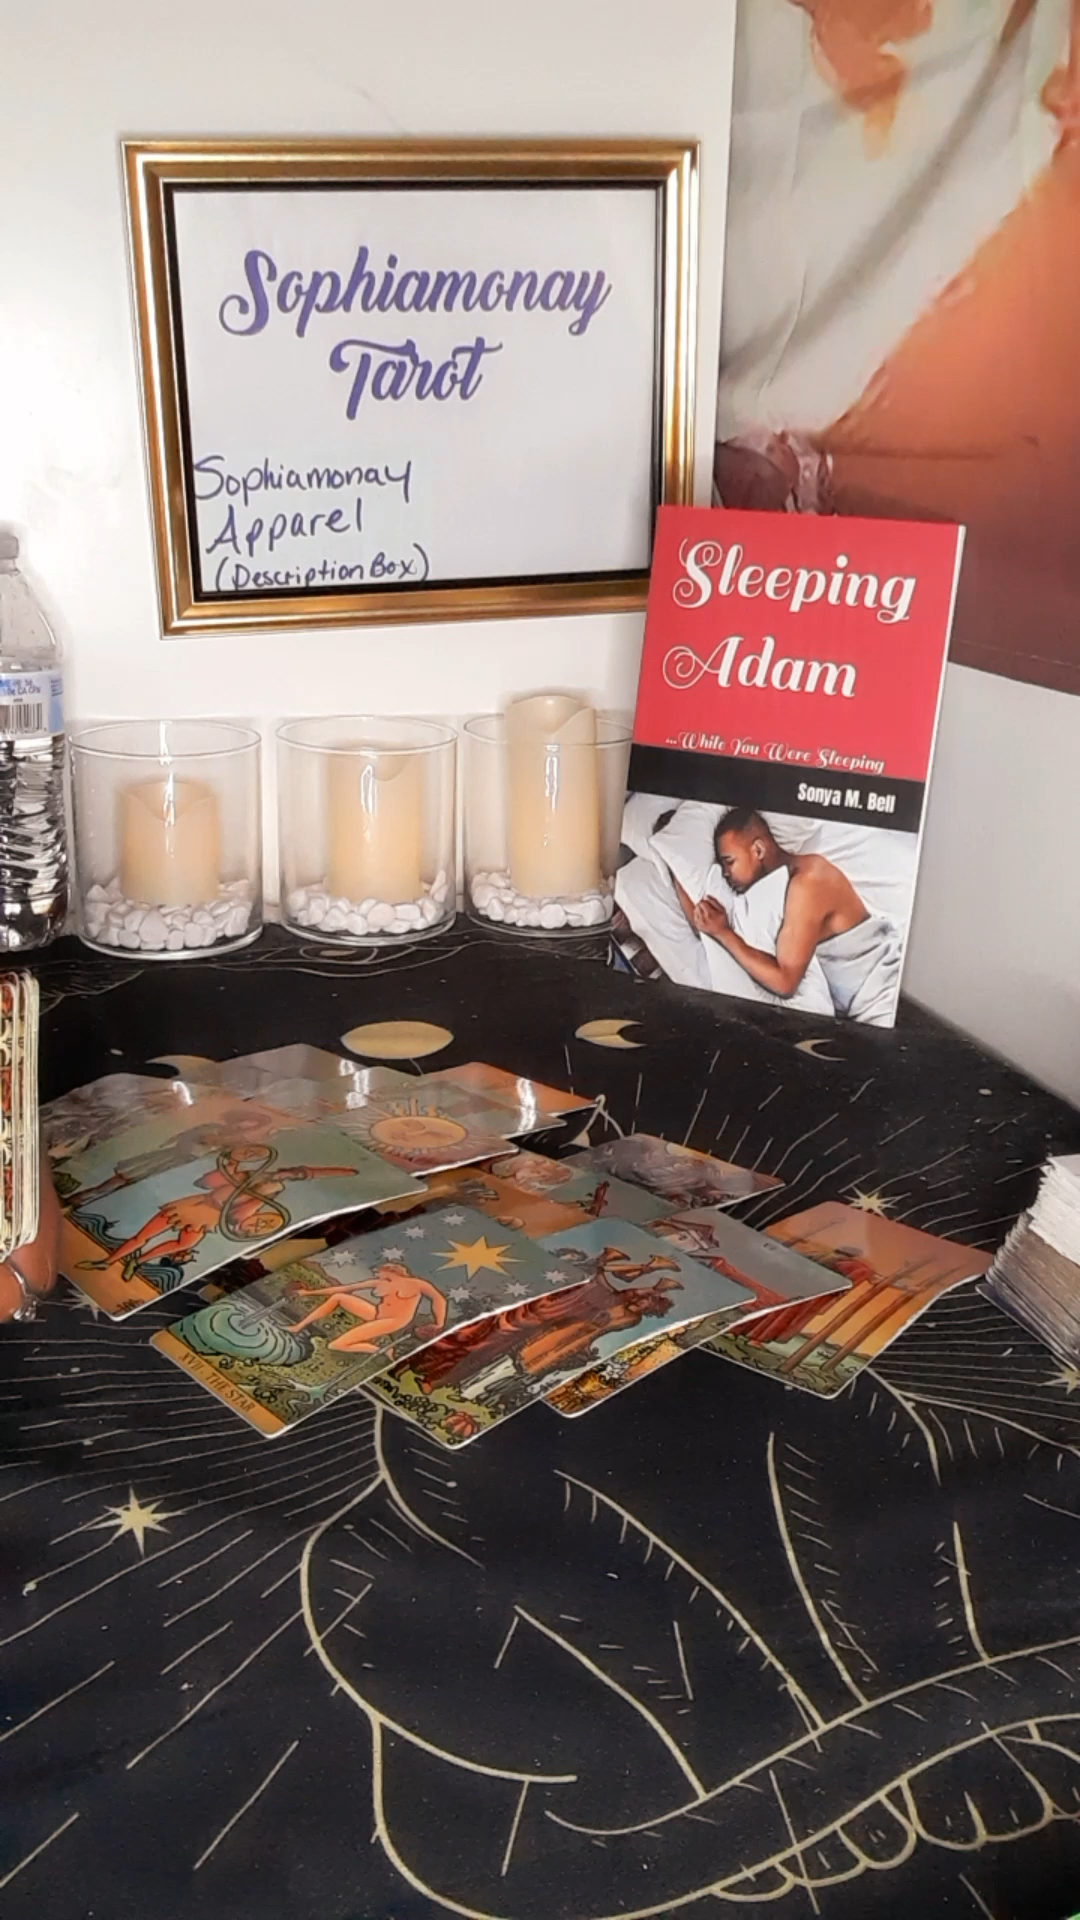 Sophiamonay
Tarot
Sophiamonay
Apparel
(Description Box)
Sleeping
Adam
...While You Were Sleeping
Sonya M. Bell
XVII · THE STAR